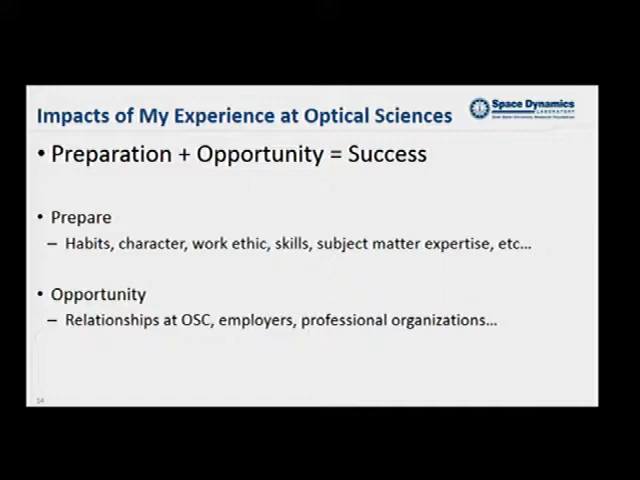 Impacts of My Experience at Optical Sciences
Space Dynamics
LABORATORY
Utah State University Research Foundation
• Preparation + Opportunity = Success
• Prepare
– Habits, character, work ethic, skills, subject matter expertise, etc…
• Opportunity
– Relationships at OSC, employers, professional organizations…
14